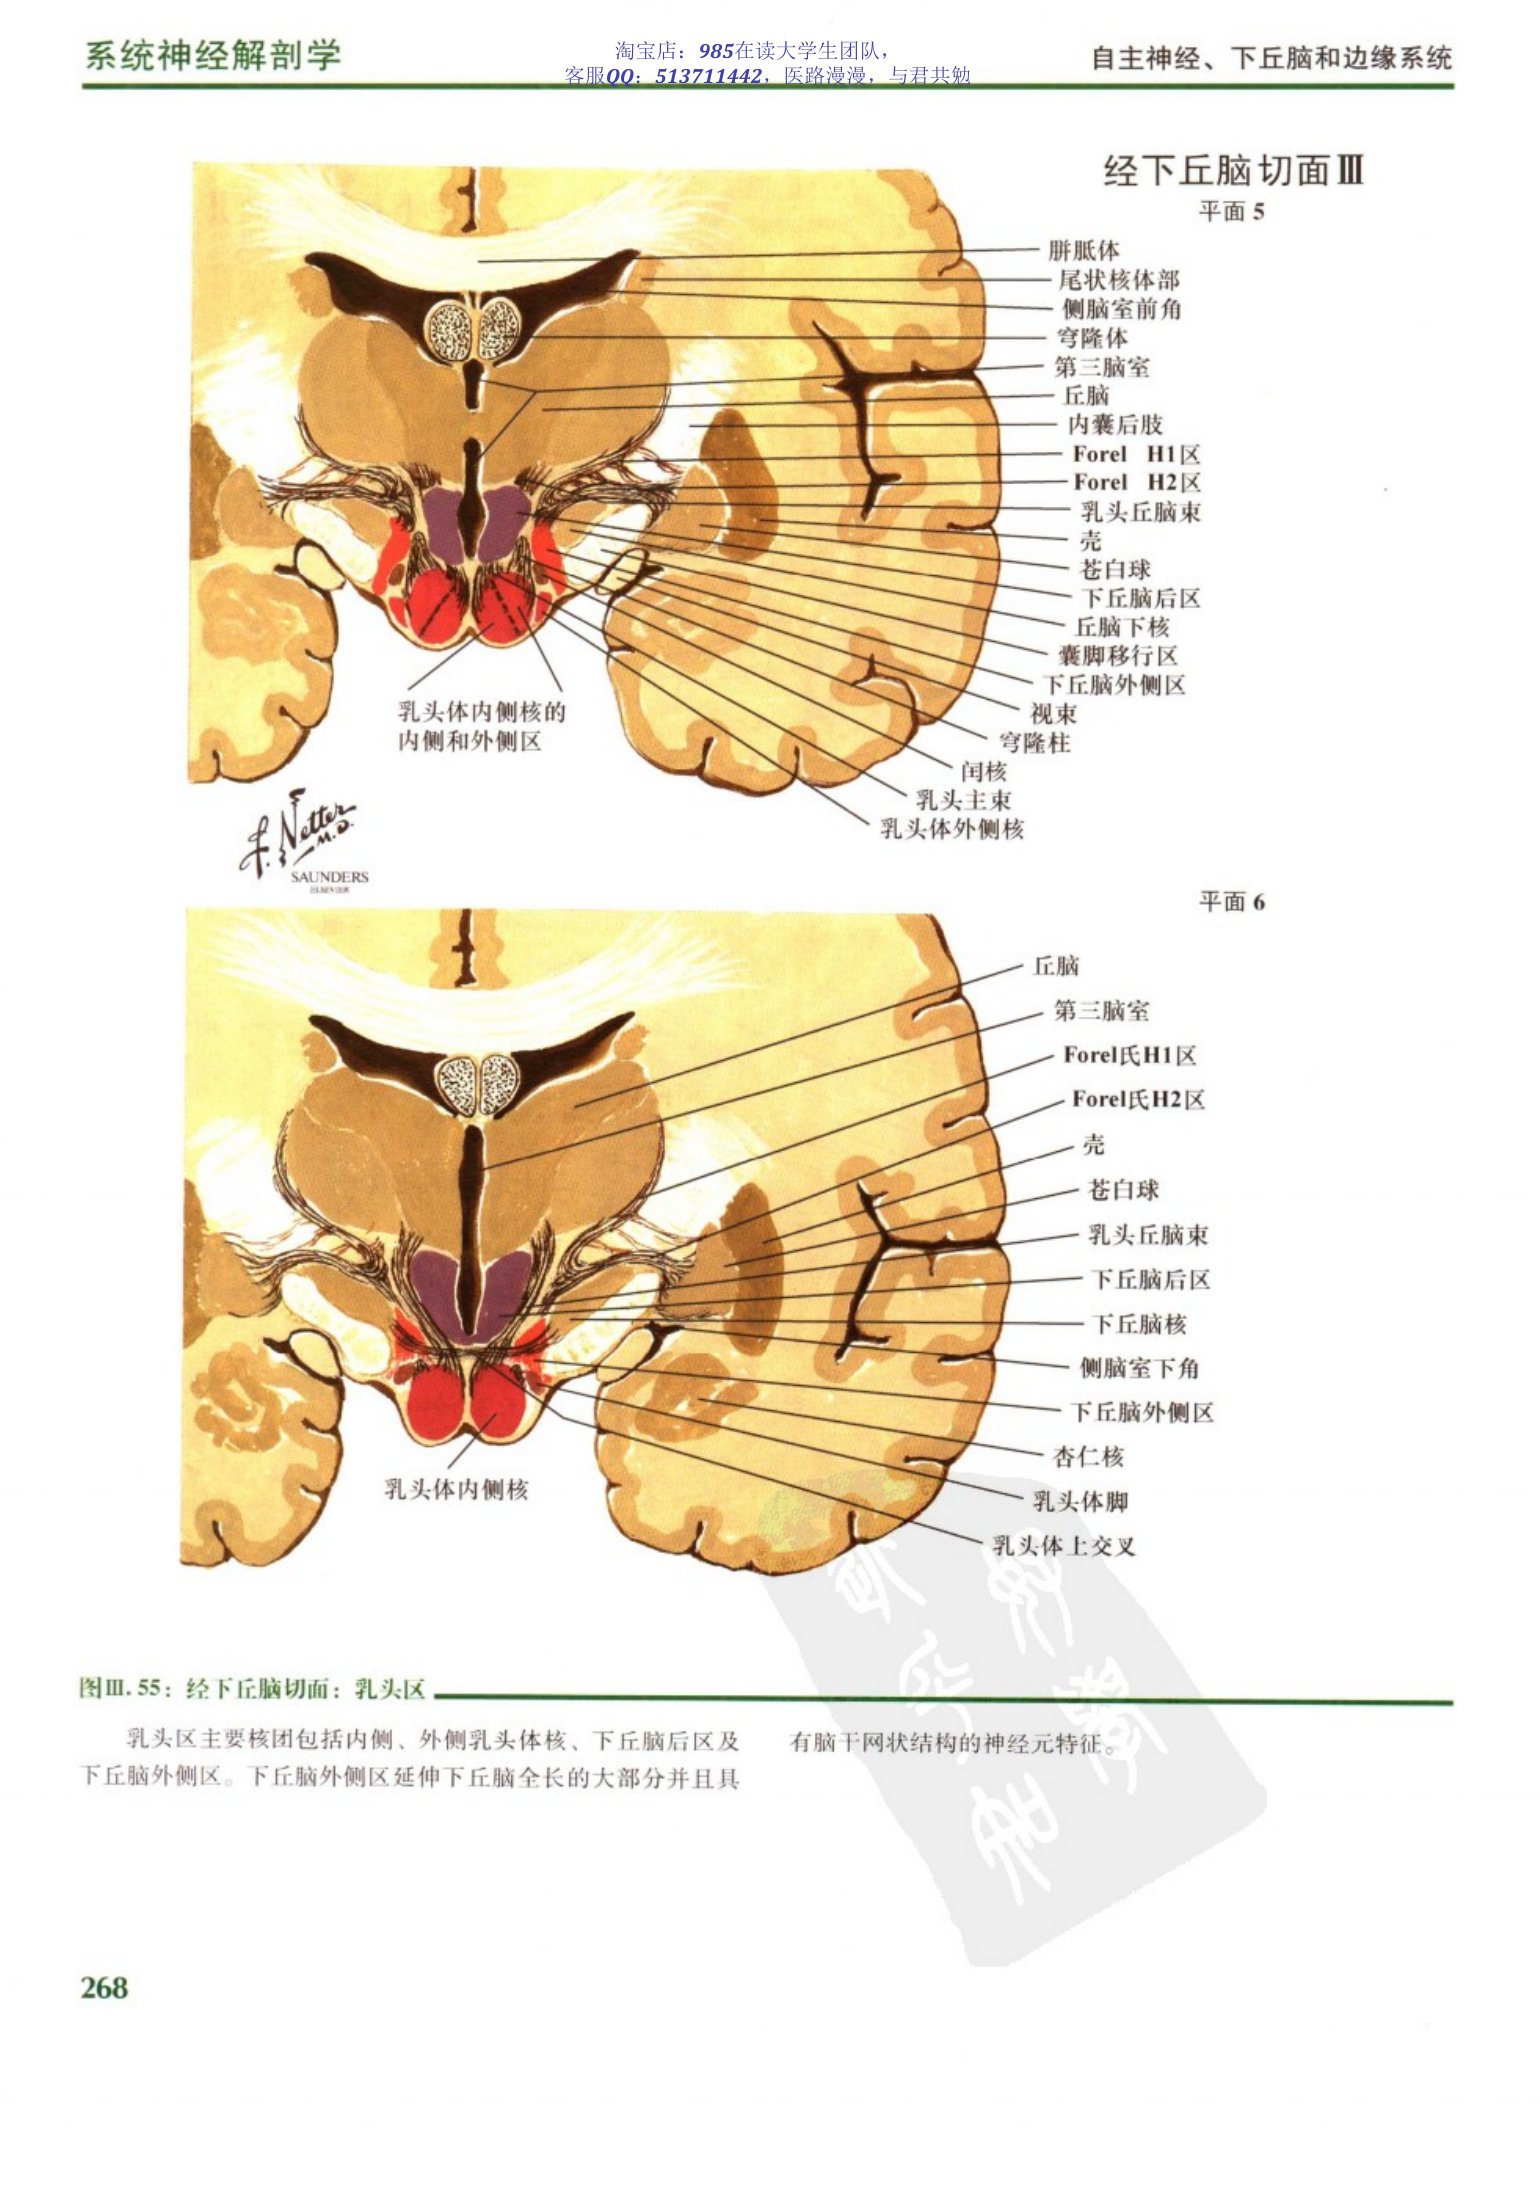 系统神经解剖学
淘宝店：985在读大学生团队，
客服QQ：513711442，医路漫漫，与君共勉
自主神经、下丘脑和边缘系统
经下丘脑切面Ⅲ
平面 5
胼胝体
尾状核体部
侧脑室前角
穹隆体
第三脑室
丘脑
内囊后肢
Forel H1区
Forel H2区
乳头丘脑束
壳
苍白球
下丘脑后区
丘脑下核
囊脚移行区
下丘脑外侧区
视束
穹隆柱
闰核
乳头主束
乳头体外侧核
乳头体内侧核的
内侧和外侧区
F. Netter
M.D.
SAUNDERS
ELSEVIER
平面 6
丘脑
第三脑室
Forel氏H1区
Forel氏H2区
壳
苍白球
乳头丘脑束
下丘脑后区
下丘脑核
侧脑室下角
下丘脑外侧区
杏仁核
乳头体脚
乳头体上交叉
乳头体内侧核
图Ⅲ. 55：经下丘脑切面：乳头区
乳头区主要核团包括内侧、外侧乳头体核、下丘脑后区及
下丘脑外侧区。下丘脑外侧区延伸下丘脑全长的大部分并且具
有脑干网状结构的神经元特征。
268